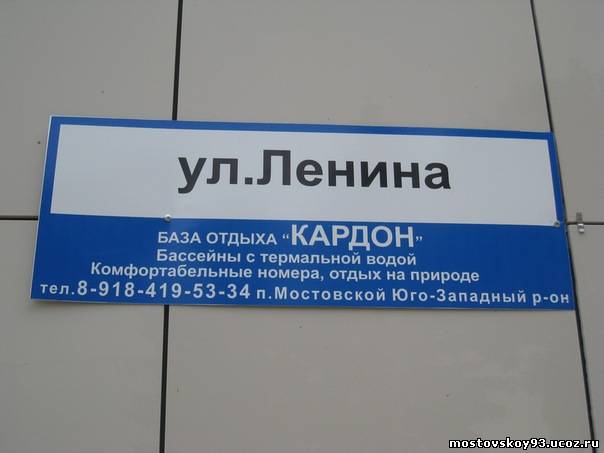 ул.Ленина
БАЗА ОТДЫХА "КАРДОН"
Бассейны с термальной водой
Комфортабельные номера, отдых на природе
тел.8-918-419-53-34 п.Мостовской Юго-Западный р-он
mostovskoy93.ucoz.ru